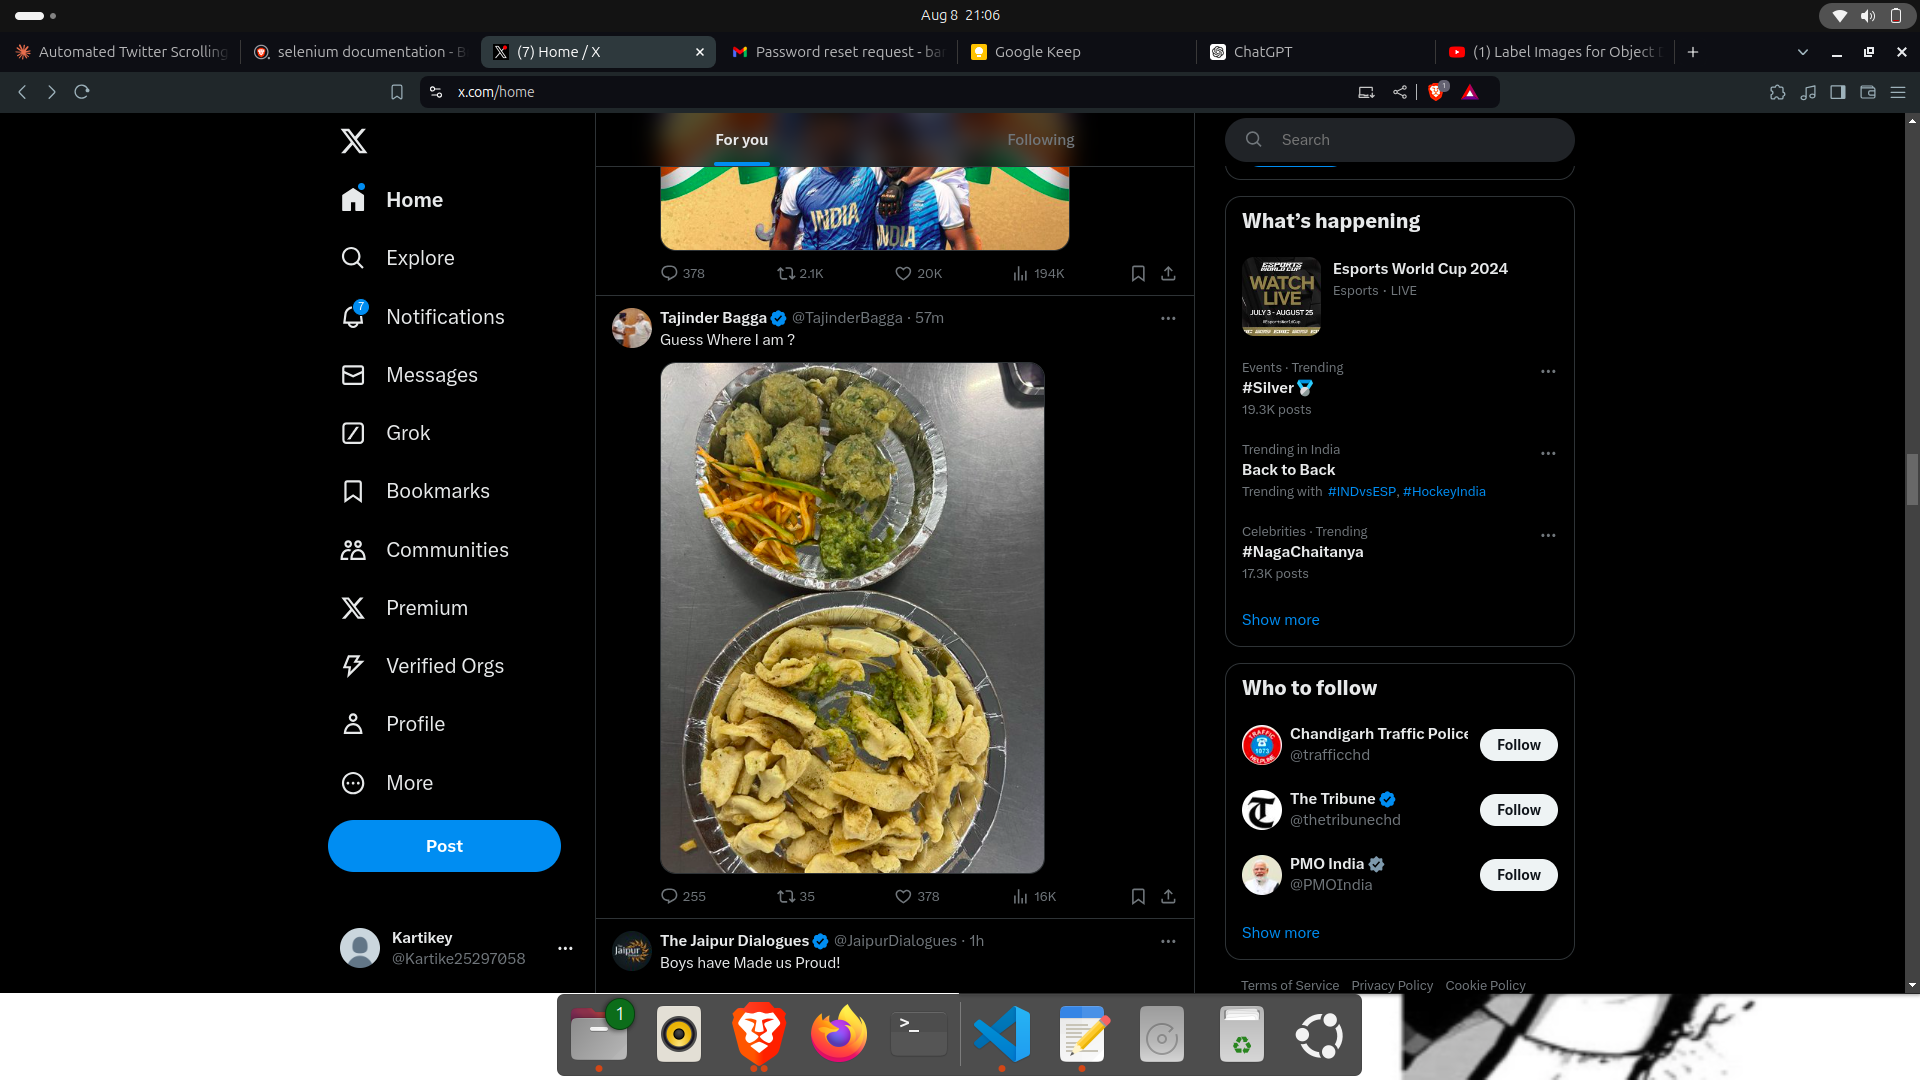 Aug 8 21:06
Automated Twitter Scrolling
selenium documentation - B
(7) Home / X
Password reset request - bar
Google Keep
ChatGPT
(1) Label Images for Object D
x.com/home
1
Home
Explore
7
Notifications
Messages
Grok
Bookmarks
Communities
Premium
Verified Orgs
Profile
More
Post
Kartikey
@Kartike25297058
For you
Following
INDIA
INDIA
378
2.1K
20K
194K
Tajinder Bagga @TajinderBagga · 57m
Guess Where I am ?
255
35
378
16K
The Jaipur Dialogues @JaipurDialogues · 1h
Jaipur
Boys have Made us Proud!
Search
What's happening
ESPORTS
WORLD CUP
WATCH
LIVE
JULY 3 - AUGUST 25
Esports World Cup 2024
Esports · LIVE
Events · Trending
#Silver
19.3K posts
Trending in India
Back to Back
Trending with #INDvsESP, #HockeyIndia
Celebrities · Trending
#NagaChaitanya
17.3K posts
Show more
Who to follow
TRAFFIC
1073
HELPLINE
Chandigarh Traffic Police
@trafficchd
Follow
The Tribune
@thetribunechd
Follow
PMO India
@PMOIndia
Follow
Show more
Terms of Service Privacy Policy Cookie Policy
1
>_